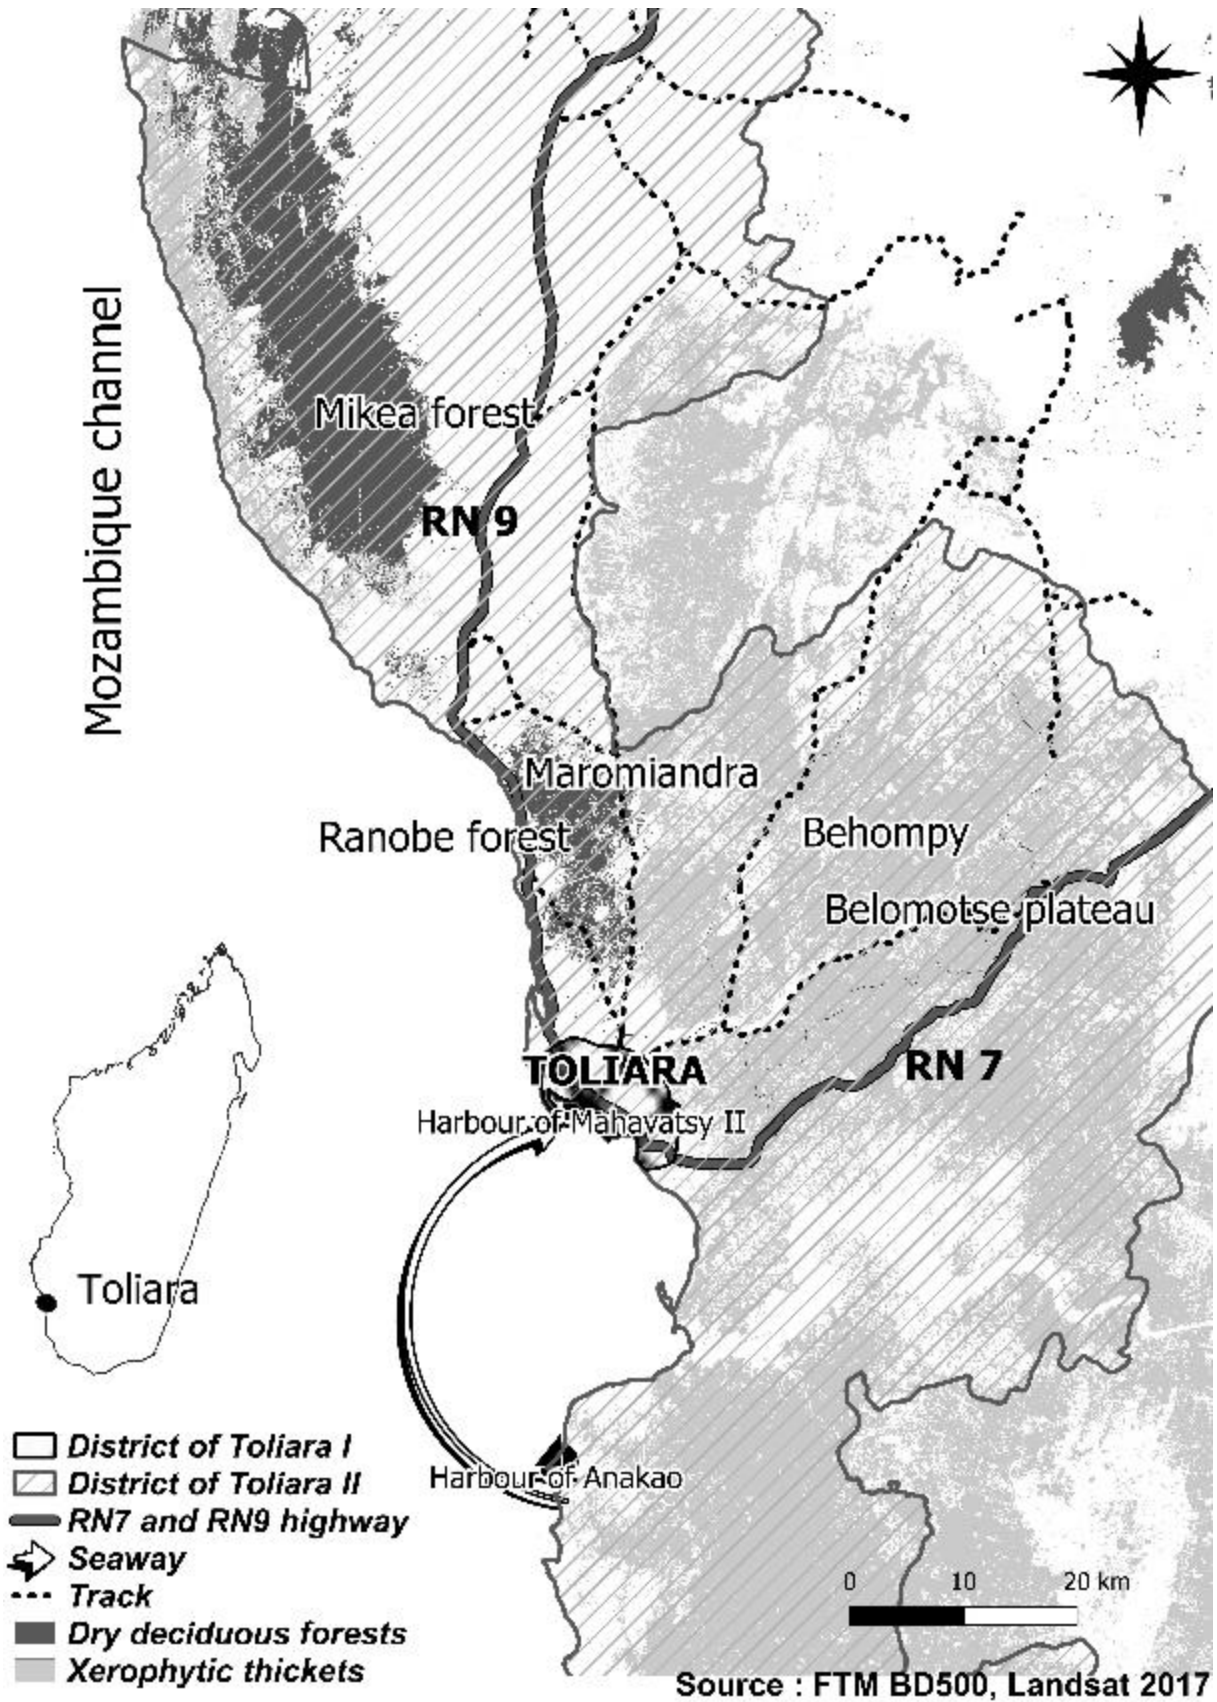 Mozambique channel
Mikea forest
RN 9
Maromiandra
Ranobe forest
Behompy
Belomotse plateau
TOLIARA
RN 7
Harbour of Mahavatsy II
Toliara
Harbour of Anakao
District of Toliara I
District of Toliara II
RN7 and RN9 highway
Seaway
Track
Dry deciduous forests
Xerophytic thickets
0 10 20 km
Source : FTM BD500, Landsat 2017